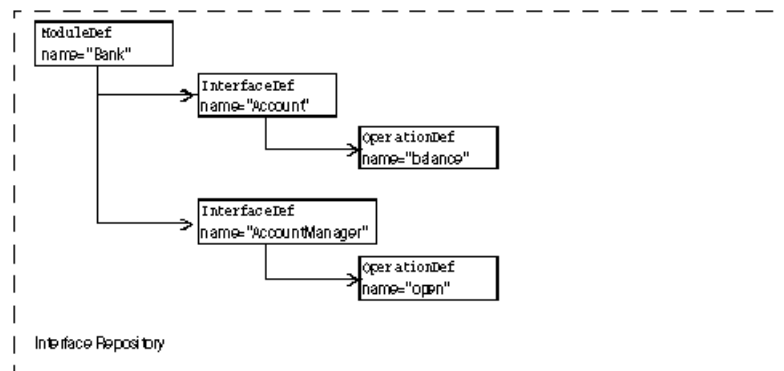 ModuleDef
name="Bank"
InterfaceDef
name="Account"
OperationDef
name="balance"
InterfaceDef
name="AccountManager"
OperationDef
name="open"
Interface Repository